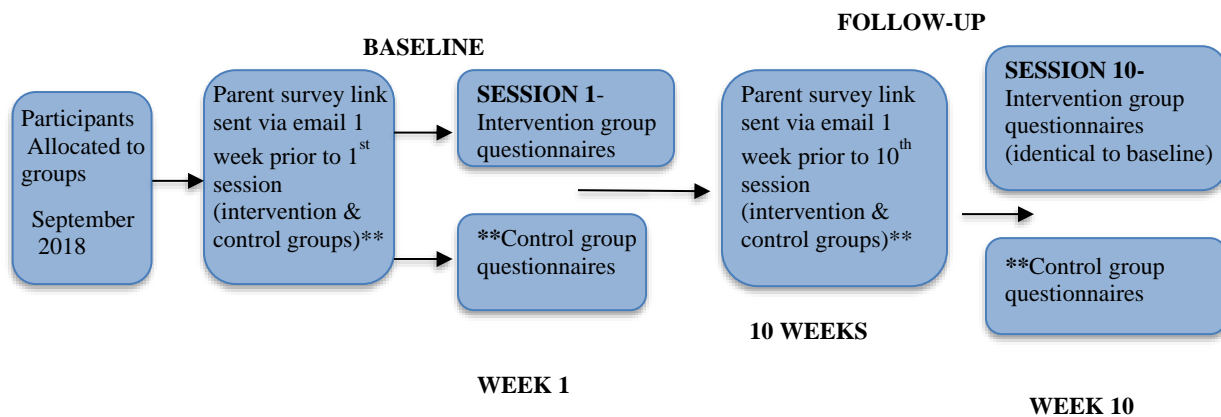 BASELINE
FOLLOW-UP
Participants
Allocated to
groups
September
2018
Parent survey link
sent via email 1
week prior to 1st
session
(intervention &
control groups)**
SESSION 1-
Intervention group
questionnaires
**Control group
questionnaires
Parent survey link
sent via email 1
week prior to 10th
session
(intervention &
control groups)**
SESSION 10-
Intervention group
questionnaires
(identical to baseline)
**Control group
questionnaires
10 WEEKS
WEEK 1
WEEK 10